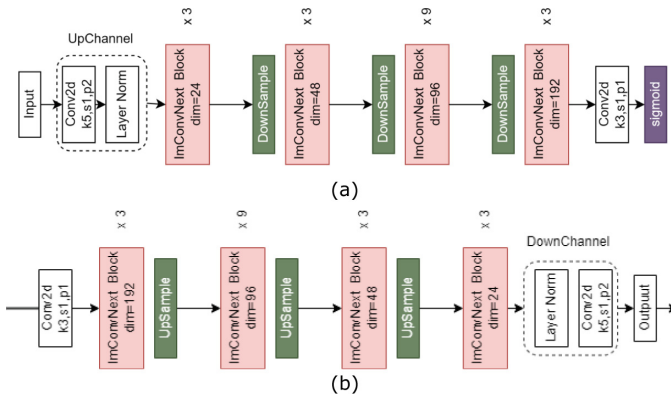 x 3
x 3
x 9
x 3
UpChannel
Input
Conv2d
k5,s1,p2
Layer Norm
ImConvNext Block
dim=24
DownSample
ImConvNext Block
dim=48
DownSample
ImConvNext Block
dim=96
DownSample
ImConvNext Block
dim=192
Conv2d
k3,s1,p1
sigmoid
(a)
x 3
x 9
x 3
x 3
DownChannel
Conv2d
k3,s1,p1
ImConvNext Block
dim=192
UpSample
ImConvNext Block
dim=96
UpSample
ImConvNext Block
dim=48
UpSample
ImConvNext Block
dim=24
Layer Norm
Conv2d
k5,s1,p2
Outpuut
(b)